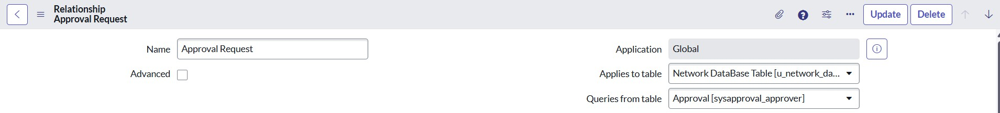 Relationship
Approval Request
Update
Delete
Name
Approval Request
Application
Global
Advanced
Applies to table
Network DataBase Table [u_network_da...
Queries from table
Approval [sysapproval_approver]